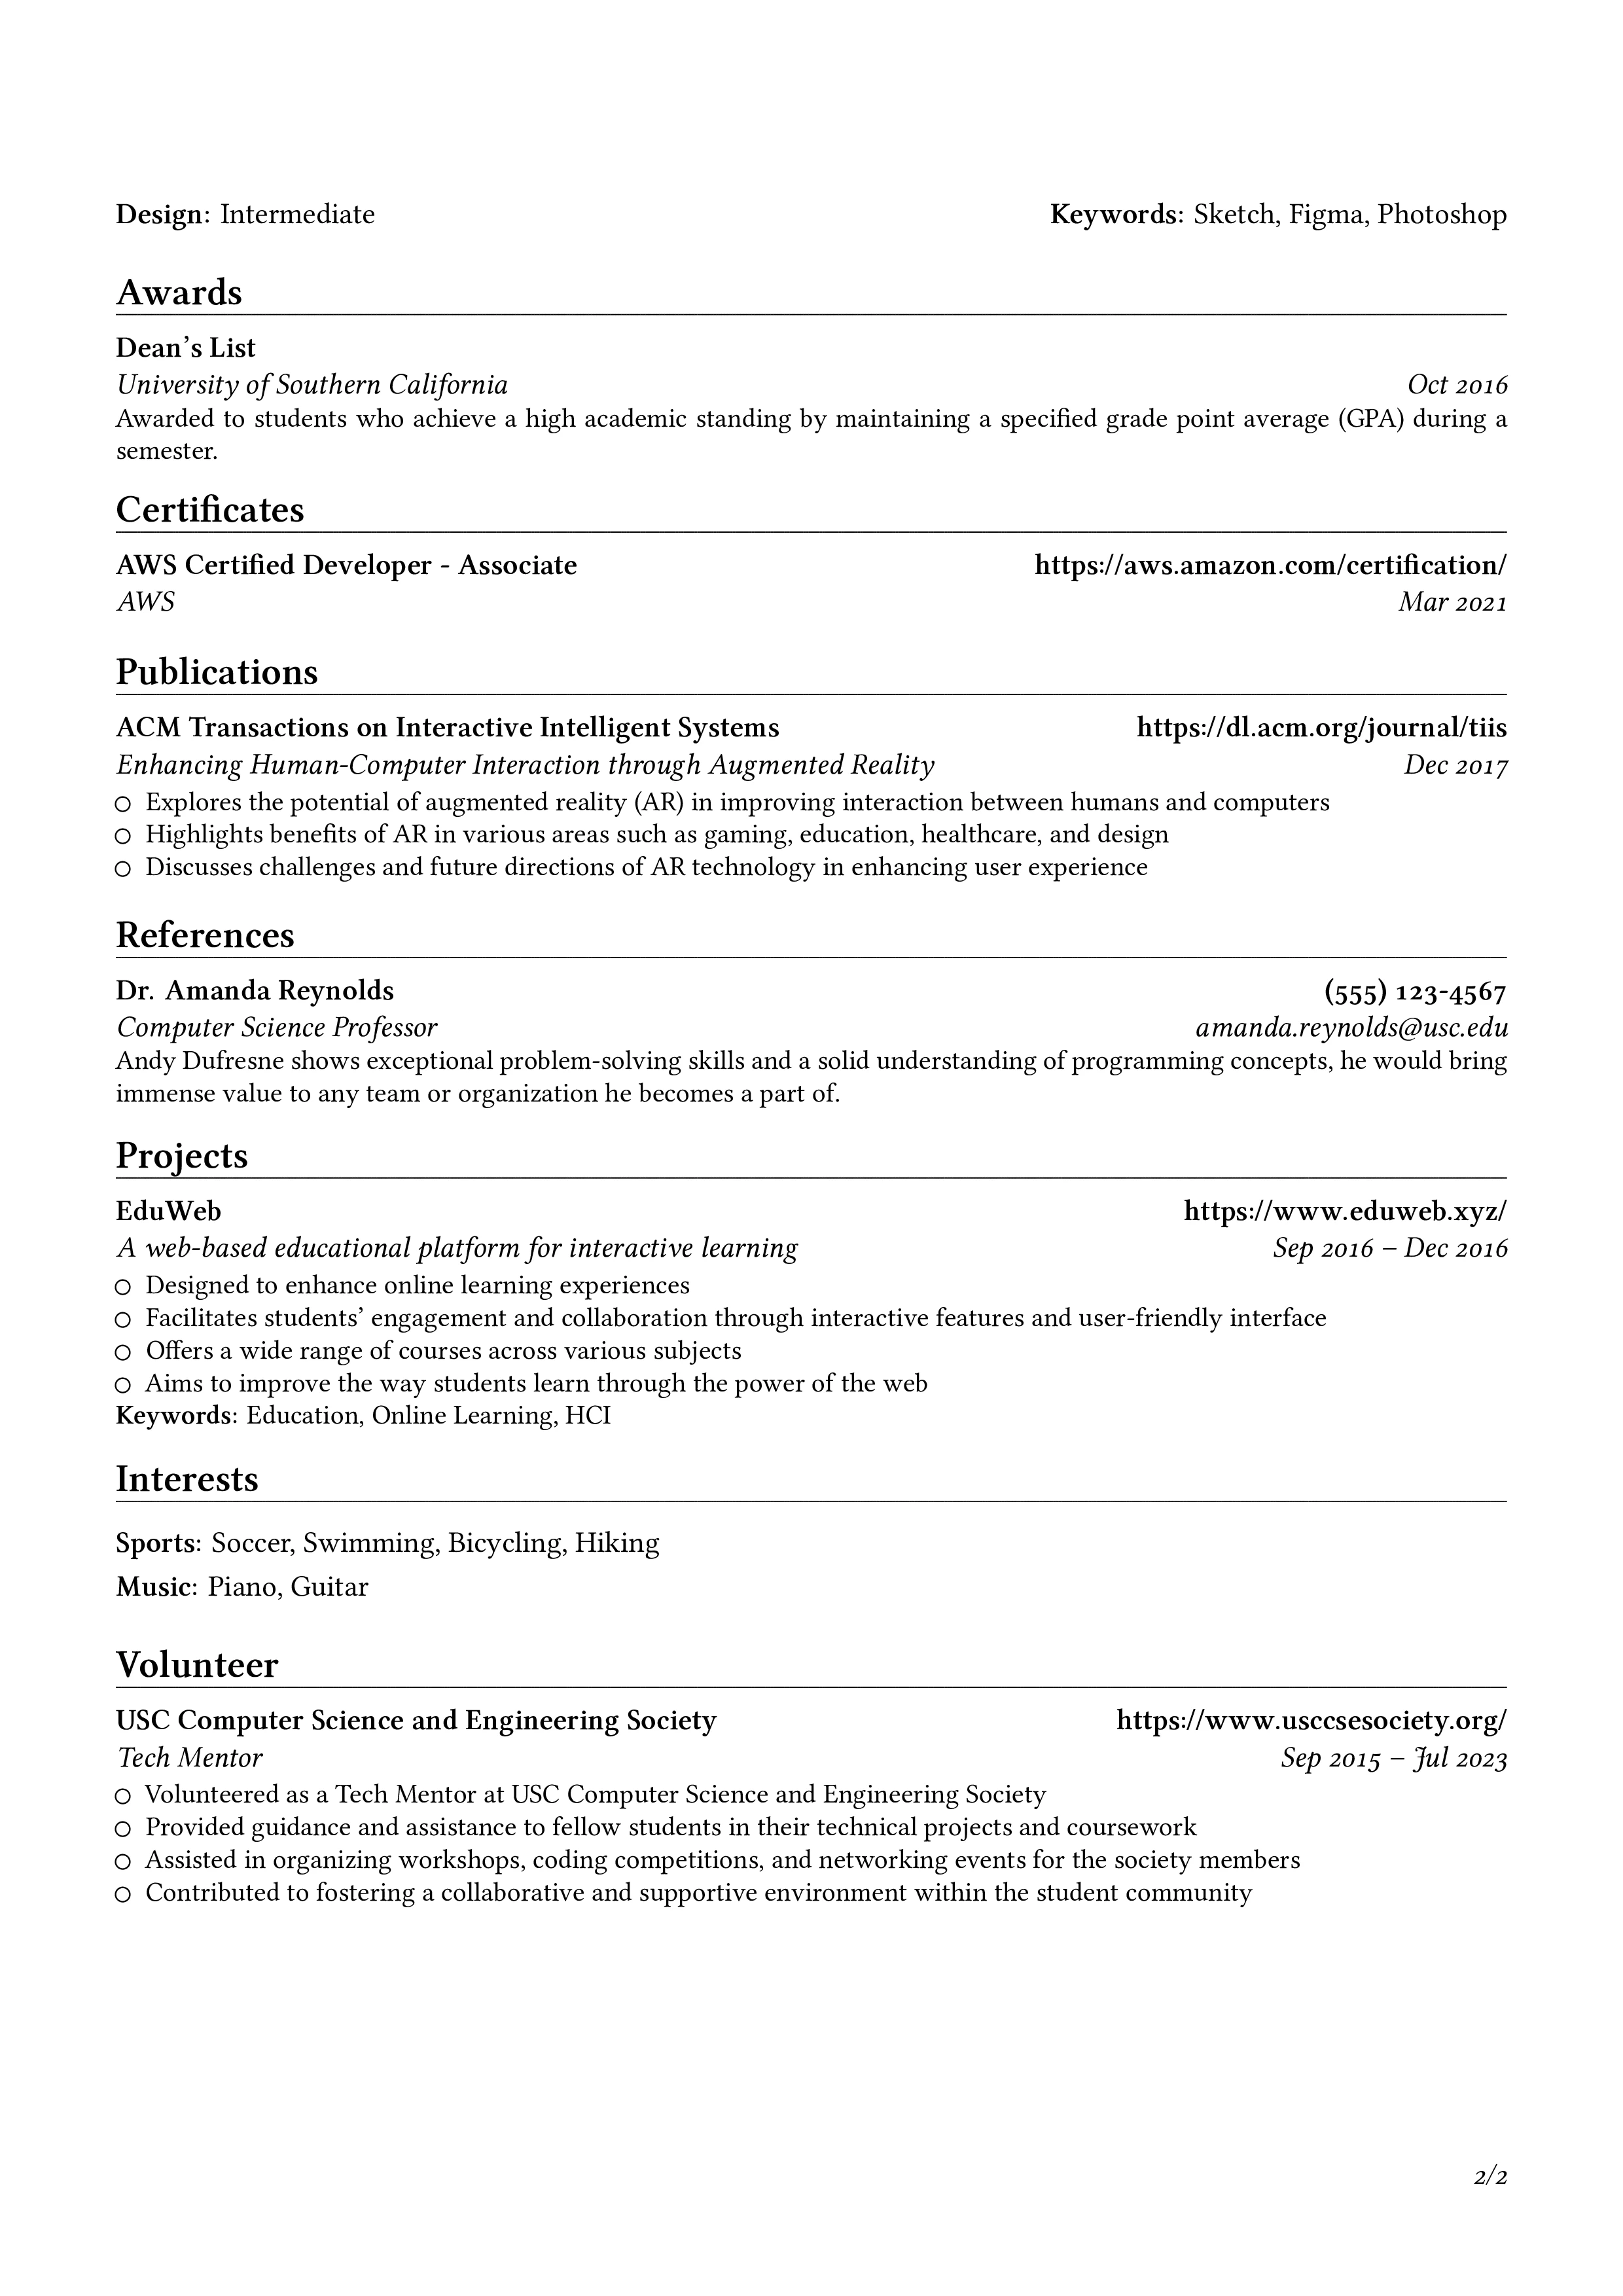 Design: Intermediate Keywords: Sketch, Figma, Photoshop
Awards
Dean’s List
University of Southern California Oct 2016
Awarded to students who achieve a high academic standing by maintaining a specified grade point average (GPA) during a
semester.
Certificates
AWS Certified Developer - Associate https://aws.amazon.com/certification/
AWS Mar 2021
Publications
ACM Transactions on Interactive Intelligent Systems https://dl.acm.org/journal/tiis
Enhancing Human-Computer Interaction through Augmented Reality Dec 2017
○ Explores the potential of augmented reality (AR) in improving interaction between humans and computers
○ Highlights benefits of AR in various areas such as gaming, education, healthcare, and design
○ Discusses challenges and future directions of AR technology in enhancing user experience
References
Dr. Amanda Reynolds (555) 123-4567
Computer Science Professor amanda.reynolds@usc.edu
Andy Dufresne shows exceptional problem-solving skills and a solid understanding of programming concepts, he would bring
immense value to any team or organization he becomes a part of.
Projects
EduWeb https://www.eduweb.xyz/
A web-based educational platform for interactive learning Sep 2016 – Dec 2016
○ Designed to enhance online learning experiences
○ Facilitates students’ engagement and collaboration through interactive features and user-friendly interface
○ Offers a wide range of courses across various subjects
○ Aims to improve the way students learn through the power of the web
Keywords: Education, Online Learning, HCI
Interests
Sports: Soccer, Swimming, Bicycling, Hiking
Music: Piano, Guitar
Volunteer
USC Computer Science and Engineering Society https://www.usccsesociety.org/
Tech Mentor Sep 2015 – Jul 2023
○ Volunteered as a Tech Mentor at USC Computer Science and Engineering Society
○ Provided guidance and assistance to fellow students in their technical projects and coursework
○ Assisted in organizing workshops, coding competitions, and networking events for the society members
○ Contributed to fostering a collaborative and supportive environment within the student community
2/2